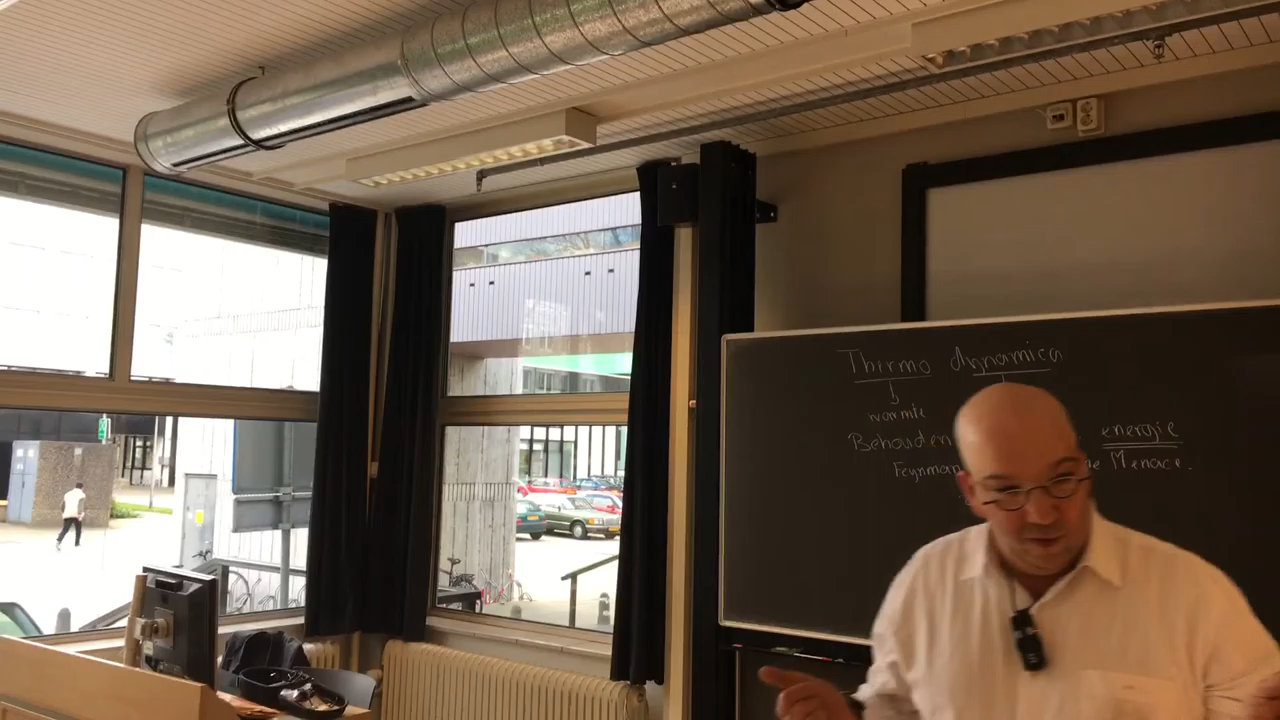 Thermo dynamica
warmte
Behouden energie
Feynman Menace.